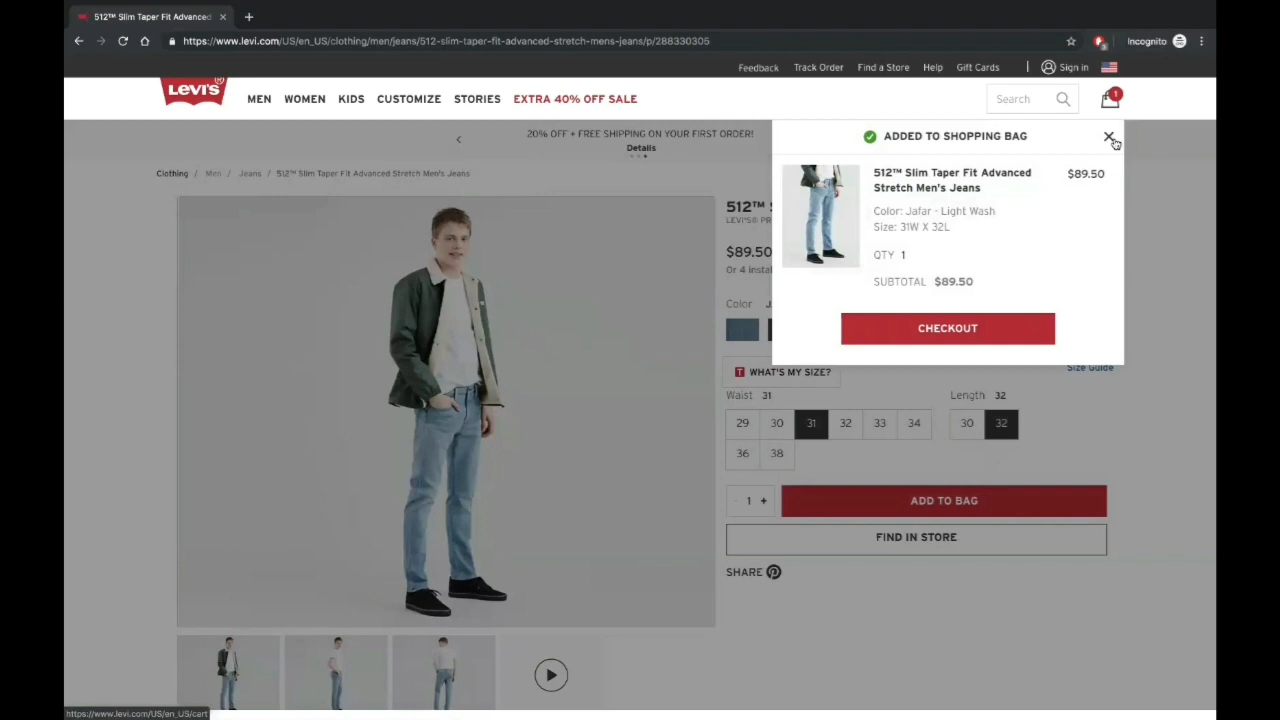 512™ Slim Taper Fit Advanced
https://www.levi.com/US/en_US/clothing/men/jeans/512-slim-taper-fit-advanced-stretch-mens-jeans/p/288330305
Incognito
Feedback Track Order Find a Store Help Gift Cards | Sign in
Levi's®
MEN WOMEN KIDS CUSTOMIZE STORIES EXTRA 40% OFF SALE
Search
1
20% OFF + FREE SHIPPING ON YOUR FIRST ORDER!
Details
ADDED TO SHOPPING BAG
512™ Slim Taper Fit Advanced
Stretch Men's Jeans
$89.50
Color: Jafar - Light Wash
Size: 31W X 32L
QTY 1
SUBTOTAL $89.50
CHECKOUT
Clothing / Men / Jeans / 512™ Slim Taper Fit Advanced Stretch Men's Jeans
512™
LEVI'S®
$89.50
Or 4
Color
T WHAT'S MY SIZE?
Size Guide
Waist 31 Length 32
29 30 31 32 33 34 30 32
36 38
- 1 + ADD TO BAG
FIND IN STORE
SHARE
https://www.levi.com/US/en_US/cart